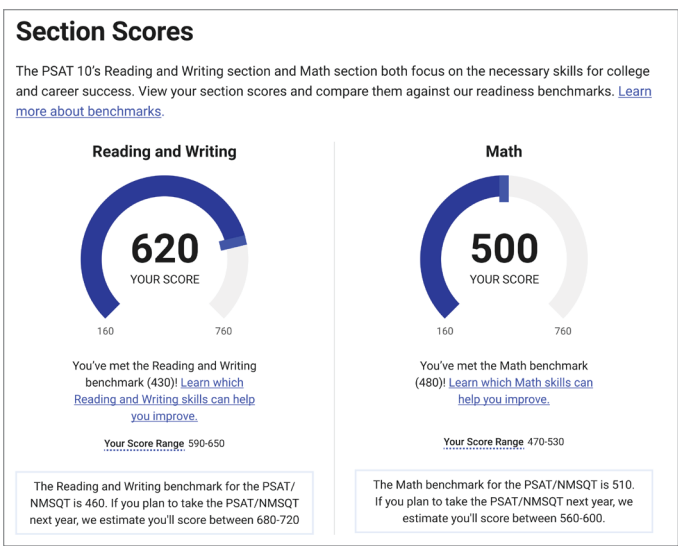 Section Scores
The PSAT 10's Reading and Writing section and Math section both focus on the necessary skills for college
and career success. View your section scores and compare them against our readiness benchmarks. Learn
more about benchmarks.
Reading and Writing
620
YOUR SCORE
160
760
You've met the Reading and Writing
benchmark (430)! Learn which
Reading and Writing skills can help
you improve.
Your Score Range 590-650
The Reading and Writing benchmark for the PSAT/
NMSQT is 460. If you plan to take the PSAT/NMSQT
next year, we estimate you'll score between 680-720
Math
500
YOUR SCORE
160
760
You've met the Math benchmark
(480)! Learn which Math skills can
help you improve.
Your Score Range 470-530
The Math benchmark for the PSAT/NMSQT is 510.
If you plan to take the PSAT/NMSQT next year, we
estimate you'll score between 560-600.